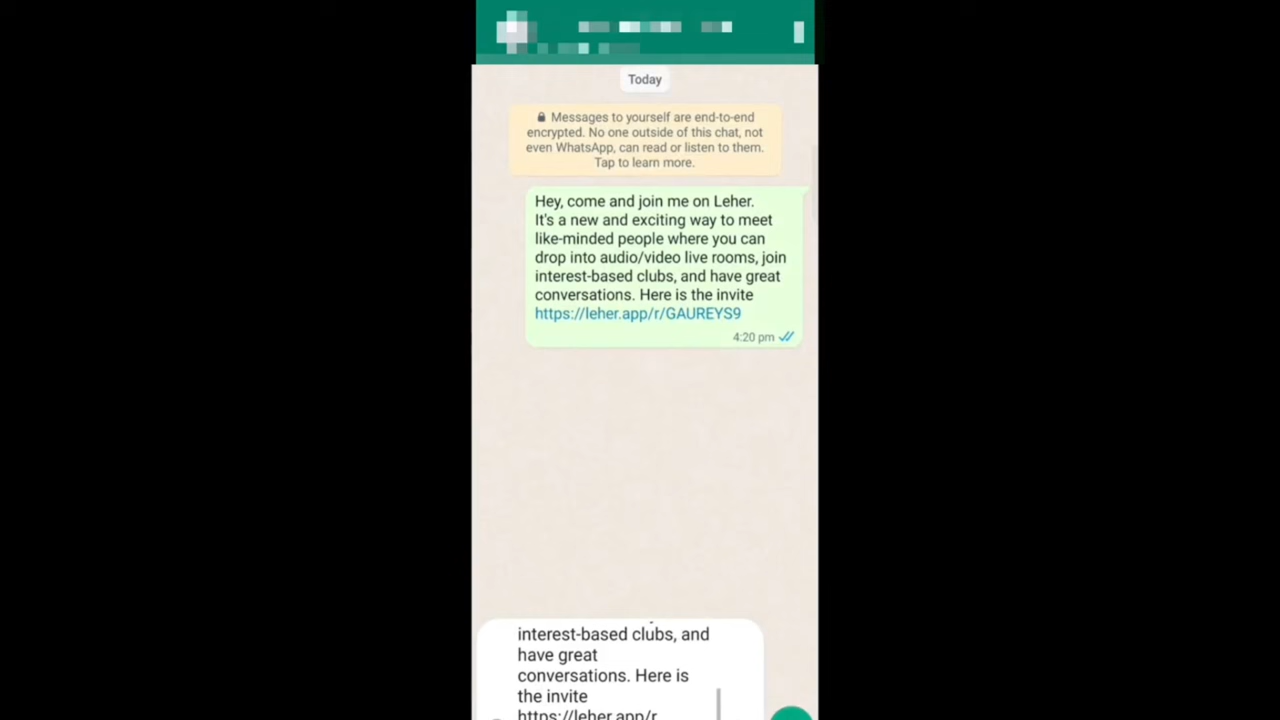 Today
Messages to yourself are end-to-end
encrypted. No one outside of this chat, not
even WhatsApp, can read or listen to them.
Tap to learn more.
Hey, come and join me on Leher.
It's a new and exciting way to meet
like-minded people where you can
drop into audio/video live rooms, join
interest-based clubs, and have great
conversations. Here is the invite
https://leher.app/r/GAUREYS9
4:20 pm
interest-based clubs, and
have great
conversations. Here is
the invite
https://leher.app/r